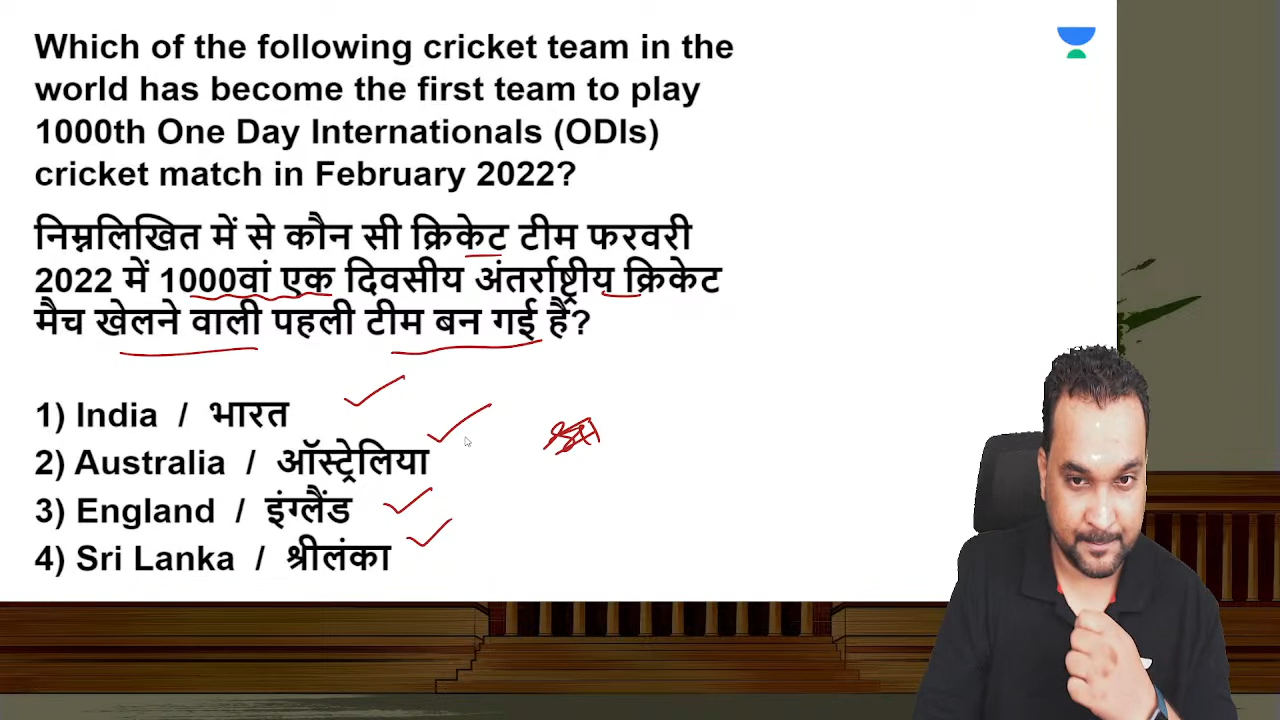 Which of the following cricket team in the
world has become the first team to play
1000th One Day Internationals (ODIs)
cricket match in February 2022?
निम्नलिखित में से कौन सी क्रिकेट टीम फरवरी
2022 में 1000वां एक दिवसीय अंतर्राष्ट्रीय क्रिकेट
मैच खेलने वाली पहली टीम बन गई है?
1) India / भारत
2) Australia / ऑस्ट्रेलिया
3) England / इंग्लैंड
4) Sri Lanka / श्रीलंका